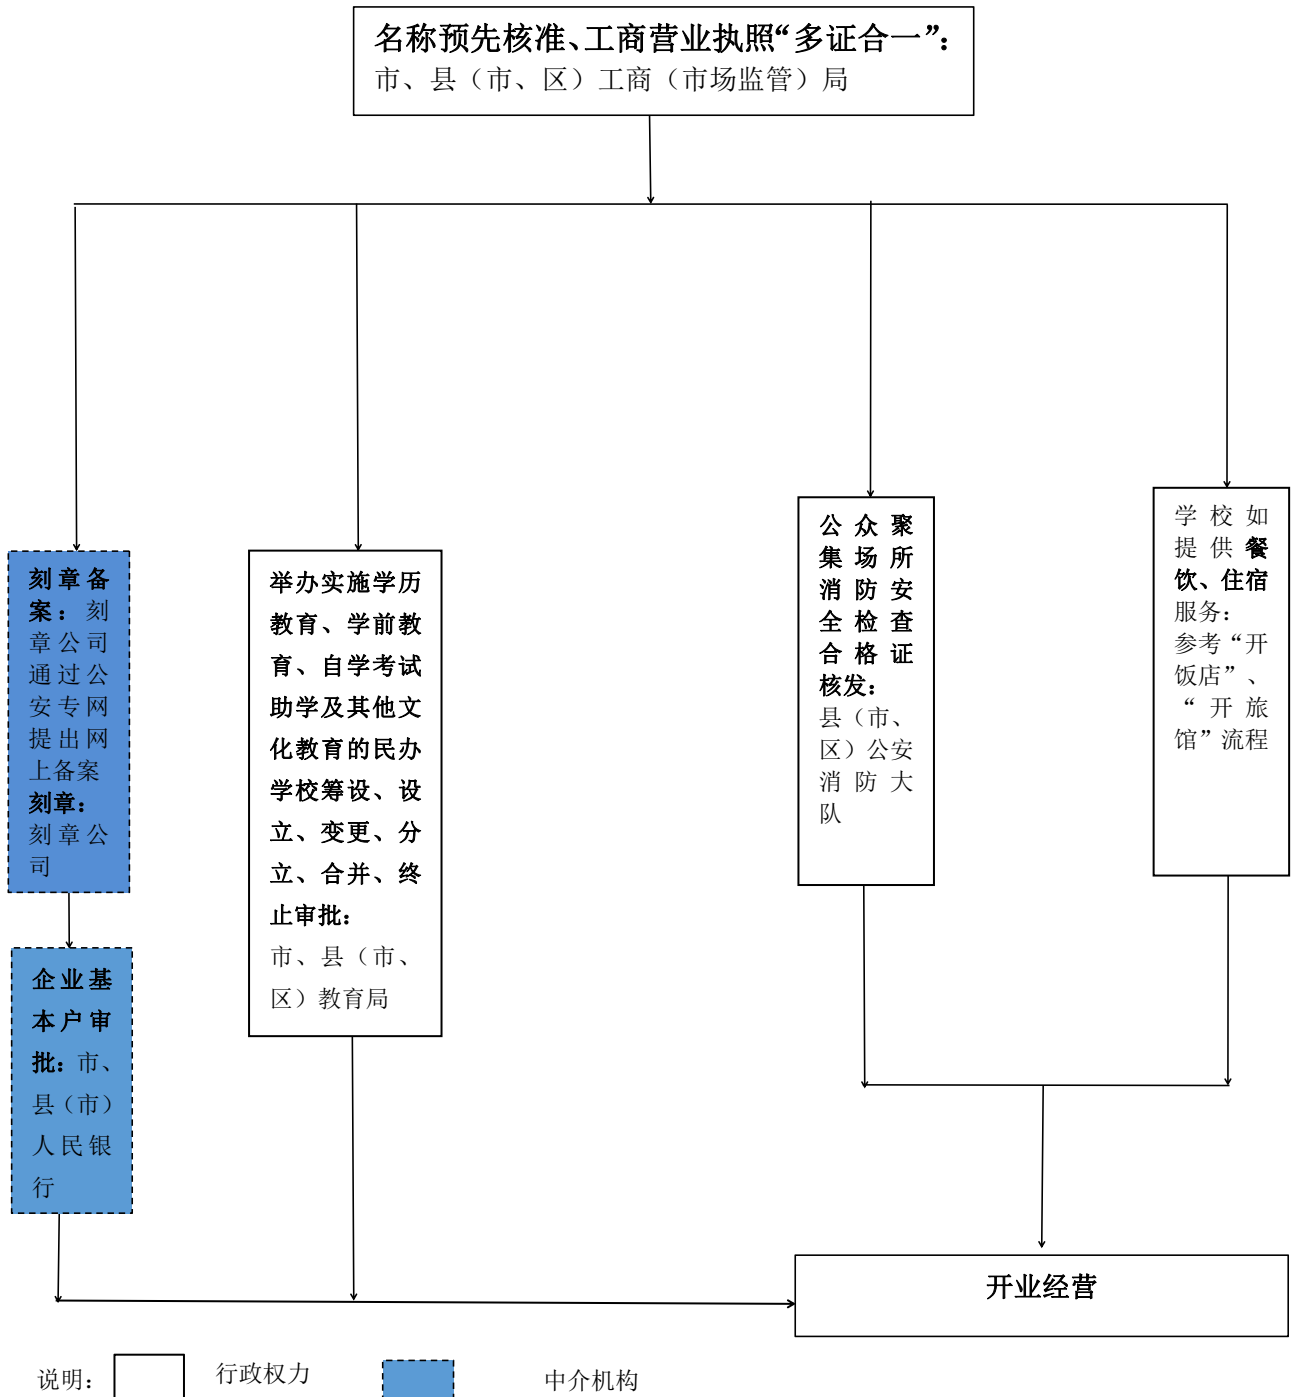 名称预先核准、工商营业执照“多证合一”:
市、县（市、区）工商（市场监管）局
刻章备
案：刻
章公司
通过公
安专网
提出网
上备案
刻章：
刻章公
司
企业基
本户审
批：市、
县（市）
人民银
行
举办实施学历
教育、学前教
育、自学考试
助学及其他文
化教育的民办
学校筹设、设
立、变更、分
立、合并、终
止审批：
市、县（市、
区）教育局
公众聚
集场所
消防安
全检查
合格证
核发：
县（市、
区）公安
消防大
队
学校如
提供餐
饮、住宿
服务：
参考“开
饭店”、
“开旅
馆”流程
开业经营
说明： 行政权力 中介机构